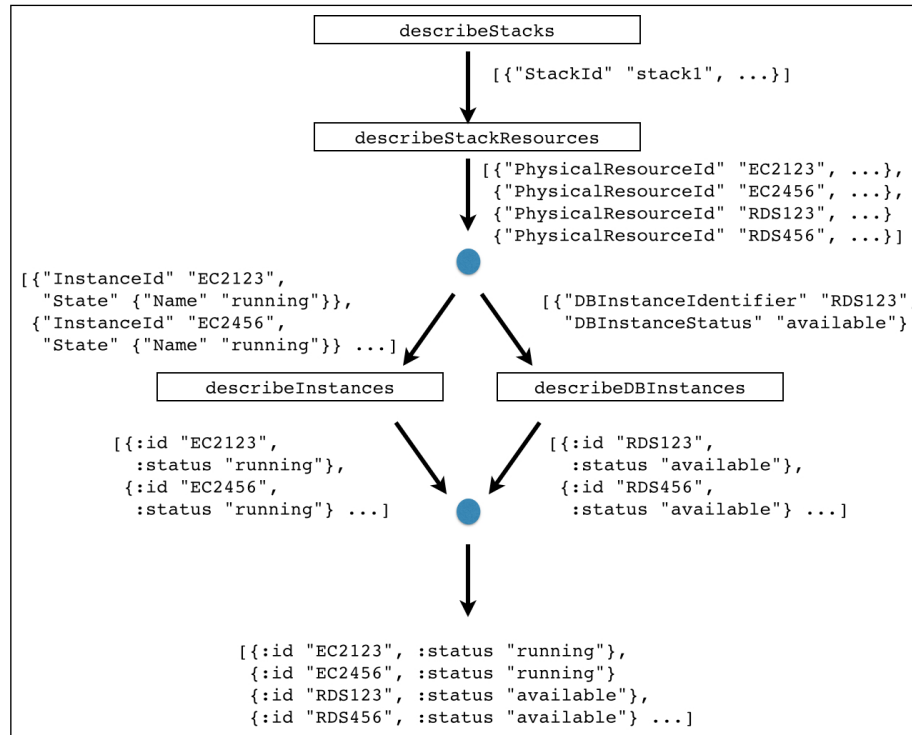 describeStacks
[{"StackId" "stack1", ...}]
describeStackResources
[{"PhysicalResourceId" "EC2123", ...},
{"PhysicalResourceId" "EC2456", ...},
{"PhysicalResourceId" "RDS123", ...}
{"PhysicalResourceId" "RDS456", ...}]
[{"InstanceId" "EC2123",
"State" {"Name" "running"}},
{"InstanceId" "EC2456",
"State" {"Name" "running"}} ...]
[{"DBInstanceIdentifier" "RDS123"
"DBInstanceStatus" "available"}
describeInstances
describeDBInstances
[{:id "EC2123",
:status "running"},
{:id "EC2456",
:status "running"} ...]
[{:id "RDS123",
:status "available"},
{:id "RDS456",
:status "available"} ...]
[{:id "EC2123", :status "running"},
{:id "EC2456", :status "running"}
{:id "RDS123", :status "available"},
{:id "RDS456", :status "available"} ...]